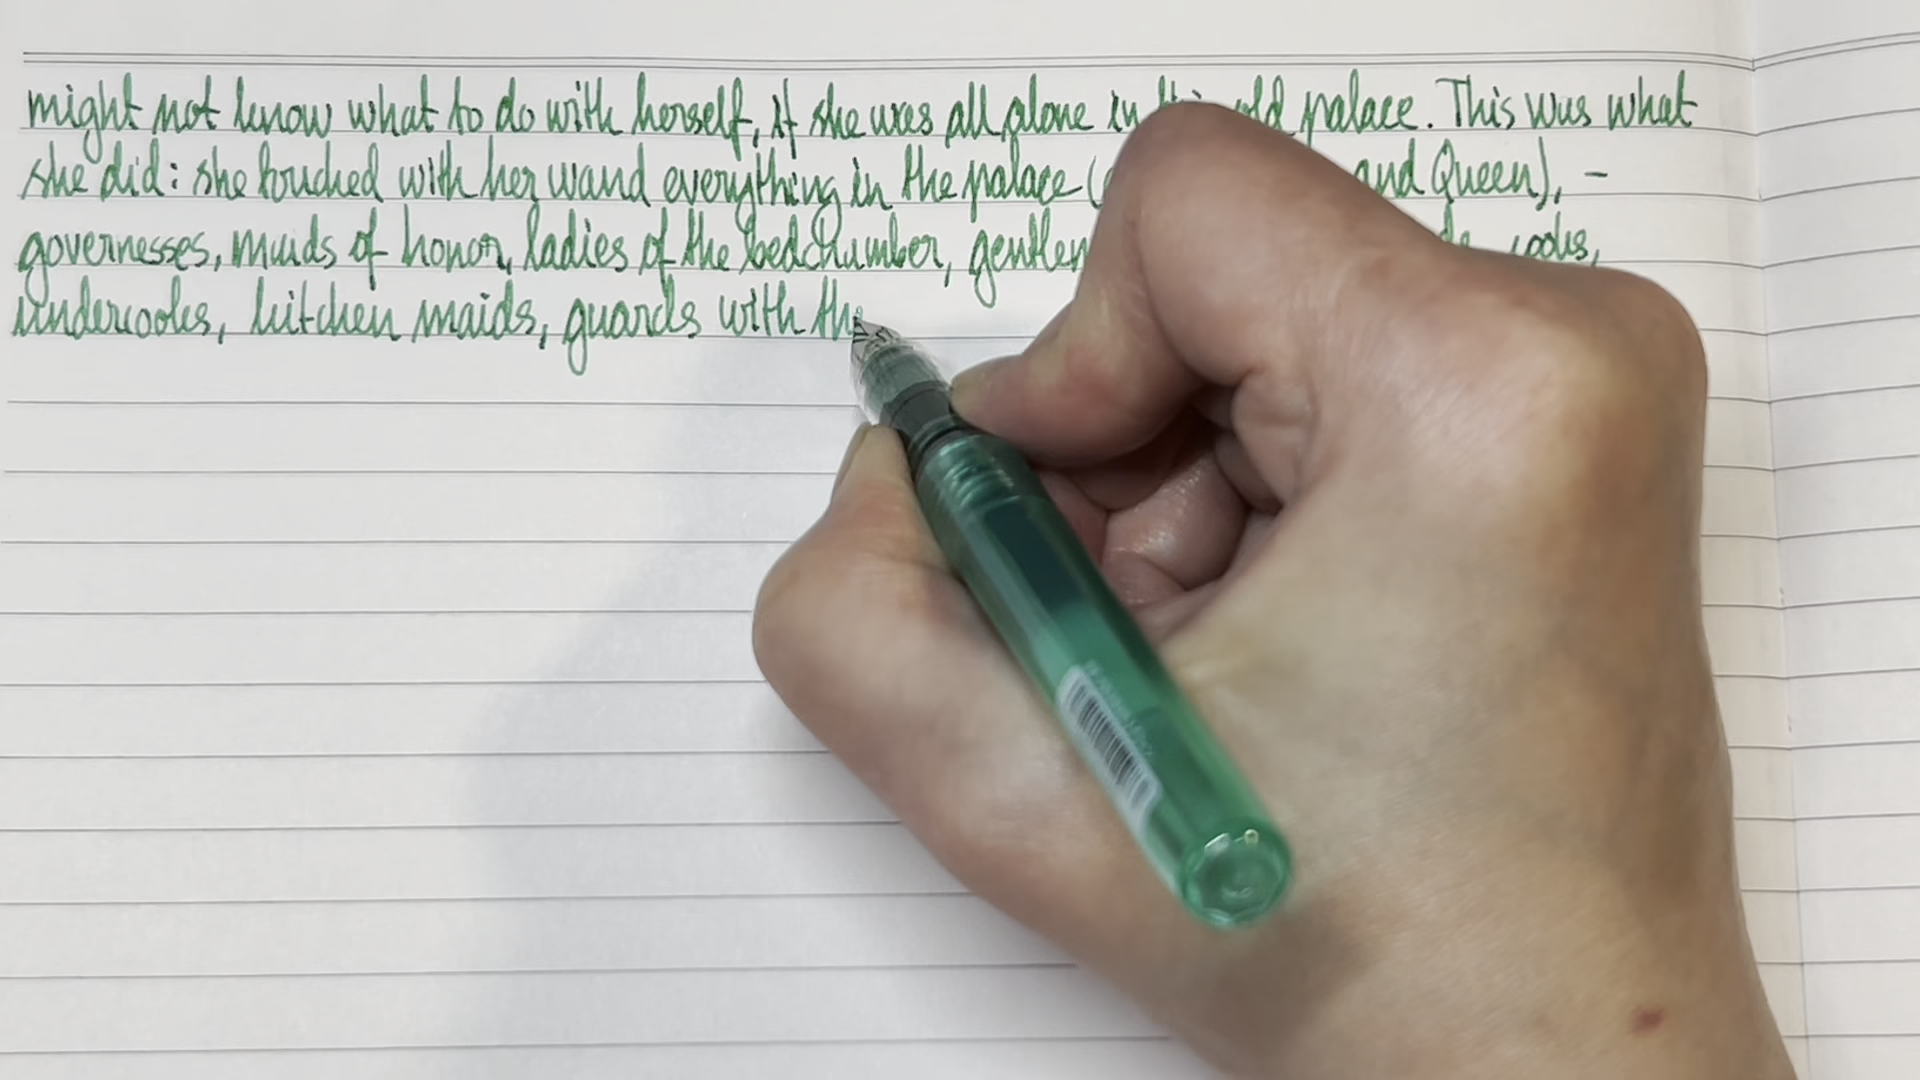 might not know what to do with herself, if she was all alone in old palace. This was what
she did: she touched with her wand everything in the palace ( and Queen), -
governesses, maids of honor, ladies of the bedchamber, cooks,
undercooks, kitchen maids, guards with the